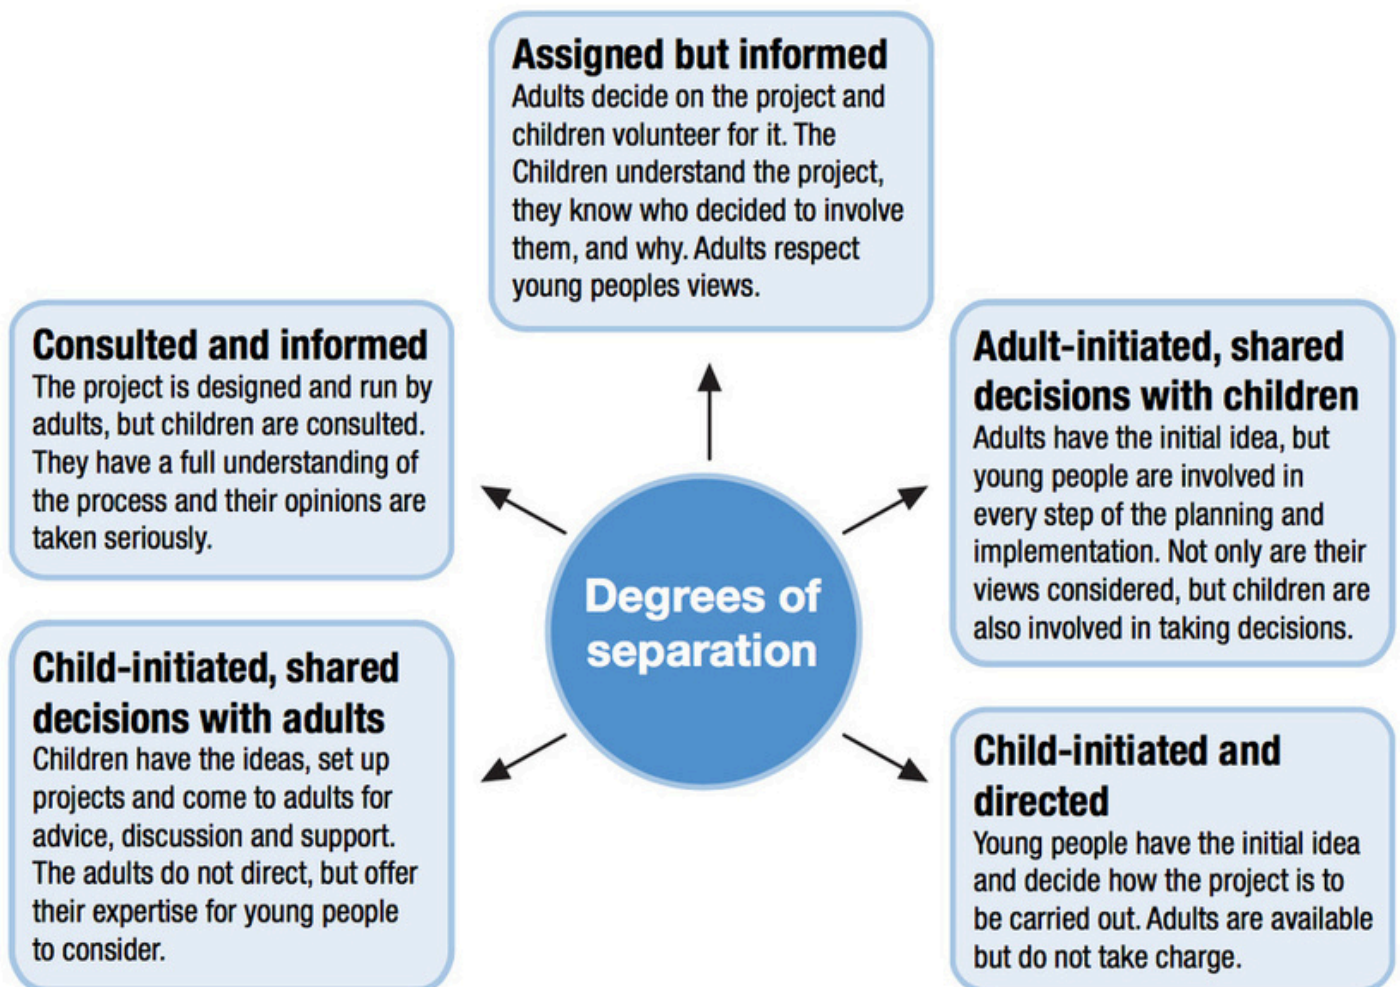 Assigned but informed
Adults decide on the project and
children volunteer for it. The
Children understand the project,
they know who decided to involve
them, and why. Adults respect
young peoples views.
Consulted and informed
The project is designed and run by
adults, but children are consulted.
They have a full understanding of
the process and their opinions are
taken seriously.
Adult-initiated, shared
decisions with children
Adults have the initial idea, but
young people are involved in
every step of the planning and
implementation. Not only are their
views considered, but children are
also involved in taking decisions.
Degrees of
separation
Child-initiated, shared
decisions with adults
Children have the ideas, set up
projects and come to adults for
advice, discussion and support.
The adults do not direct, but offer
their expertise for young people
to consider.
Child-initiated and
directed
Young people have the initial idea
and decide how the project is to
be carried out. Adults are available
but do not take charge.